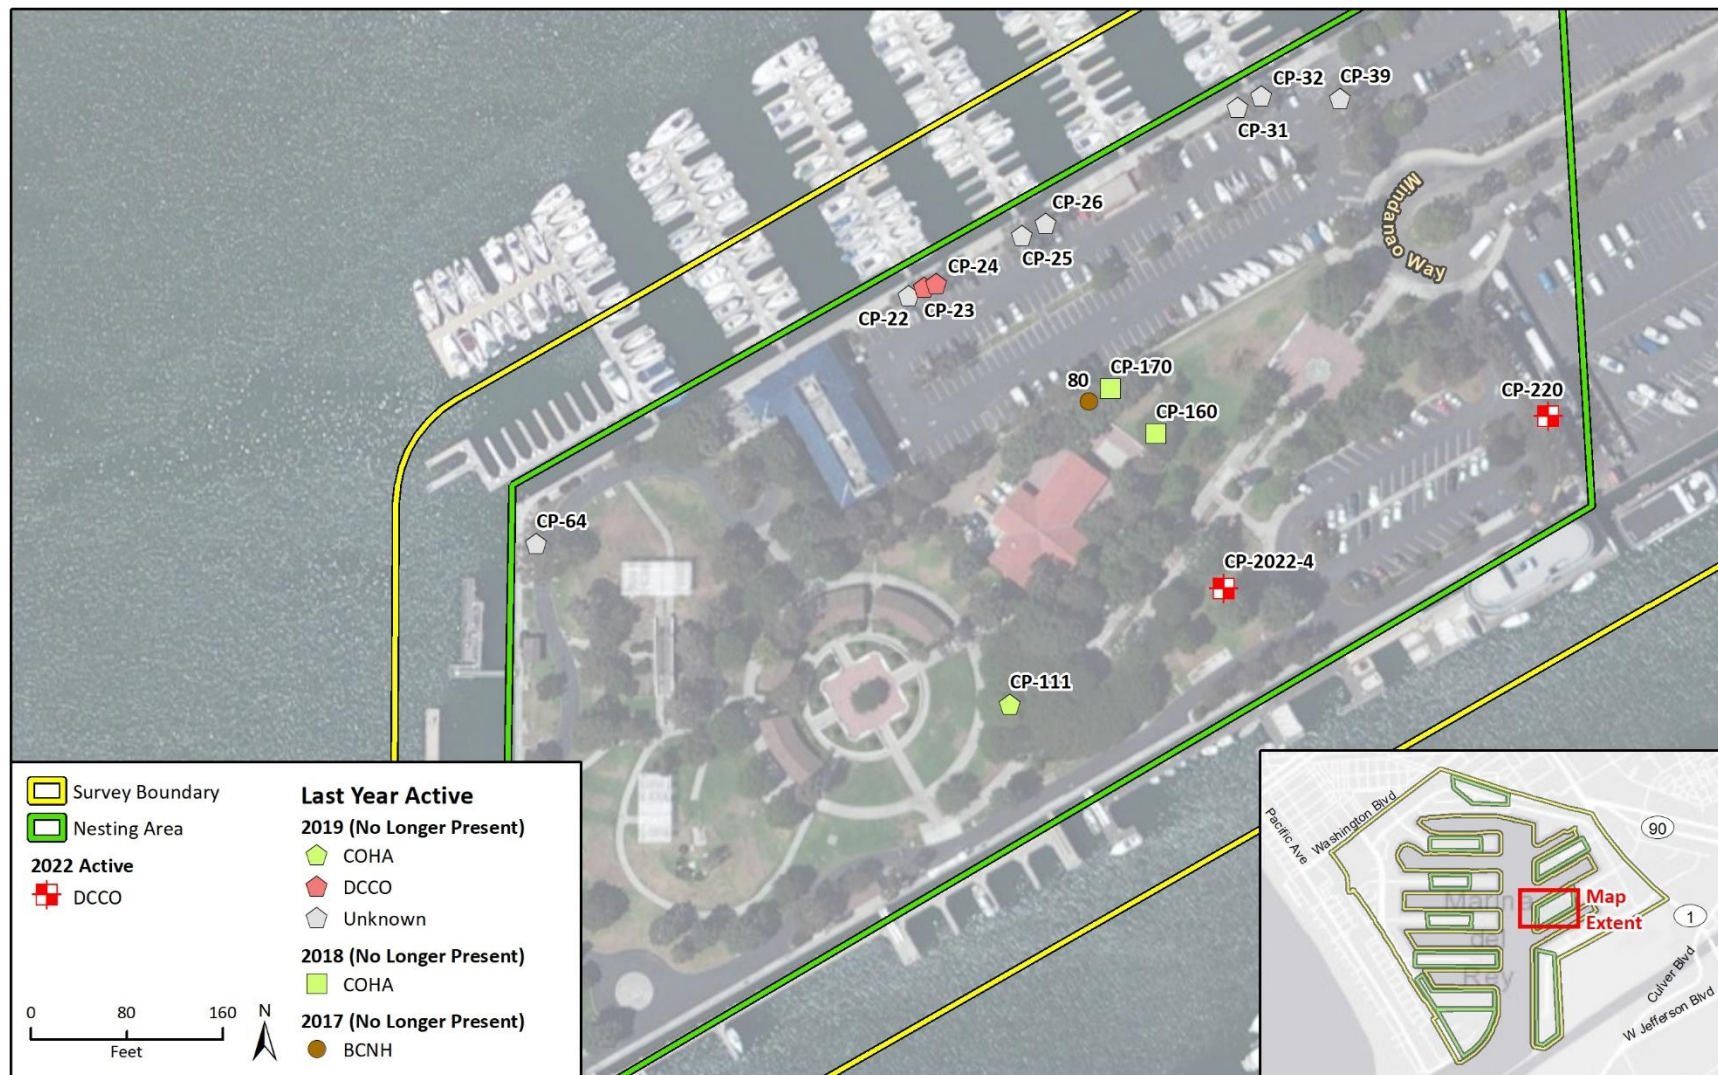 CP-32
CP-39
CP-31
Mindanao Way
CP-26
CP-25
CP-24
CP-22
CP-23
CP-170
80
CP-160
CP-220
CP-64
CP-2022-4
CP-111
Survey Boundary
Nesting Area
2022 Active
DCCO
Last Year Active
2019 (No Longer Present)
COHA
DCCO
Unknown
2018 (No Longer Present)
COHA
2017 (No Longer Present)
BCNH
0 80 160
Feet
N
Pacific Ave
Washington Blvd
90
Marina
del
Rey
Map
Extent
1
Culver Blvd
W Jefferson Blvd